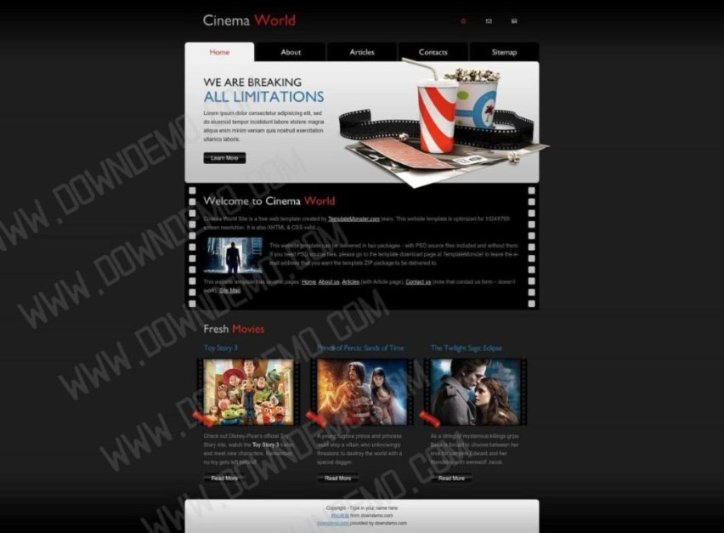 Cinema World
Home
About
Articles
Contacts
Sitemap
WE ARE BREAKING
ALL LIMITATIONS
Lorem ipsum dolor consectetur adipisicing elit, sed
do eiusmod tempor incididunt labore etolore magna
aliqua enim minim veniam quis nostrud exercitation
ullamco laboris.
Learn More
Welcome to Cinema World
Cinema World Site is a free web template created by TemplateMonster.com team. This website template is optimized for
screen resolution. It is also XHTML & CSS valid.
This website template can be delivered in two packages - with PSD source files included and without them.
If you need PSD source files, please go to the template download page at TemplateMonster to leave the e-
mail address that you want the template ZIP package to be delivered to.
This website template has several pages: Home, About us, Articles (with Article page), Contact us (note that contact us form – doesn't
work), Site Map.
Fresh Movies
Toy Story 3
Prince of Percia: Sands of Time
The Twilight Saga: Eclipse
Check out Disney-Pixar's official Toy
Story site, watch the Toy Story 3 trailer,
and meet new characters. Remember,
no toy gets left behind!
Read More
A young fugitive prince and princess
must stop a villain who unknowingly
threatens to destroy the world with a
special dagger.
Read More
As a string of mysterious killings grips
Seattle, Bella is forced to choose between her
love for vampire Edward and her
friendship with werewolf Jacob.
Read More
Copyright - Type in your name here
from downdemo.com
downdemo.com provided by downdemo.com
WWW.DOWNDEMO.COM
WWW.DOWNDEMO.COM
WWW.DOWNDEMO.COM
WWW.DOWNDEMO.COM
WWW.DOWNDEMO.COM